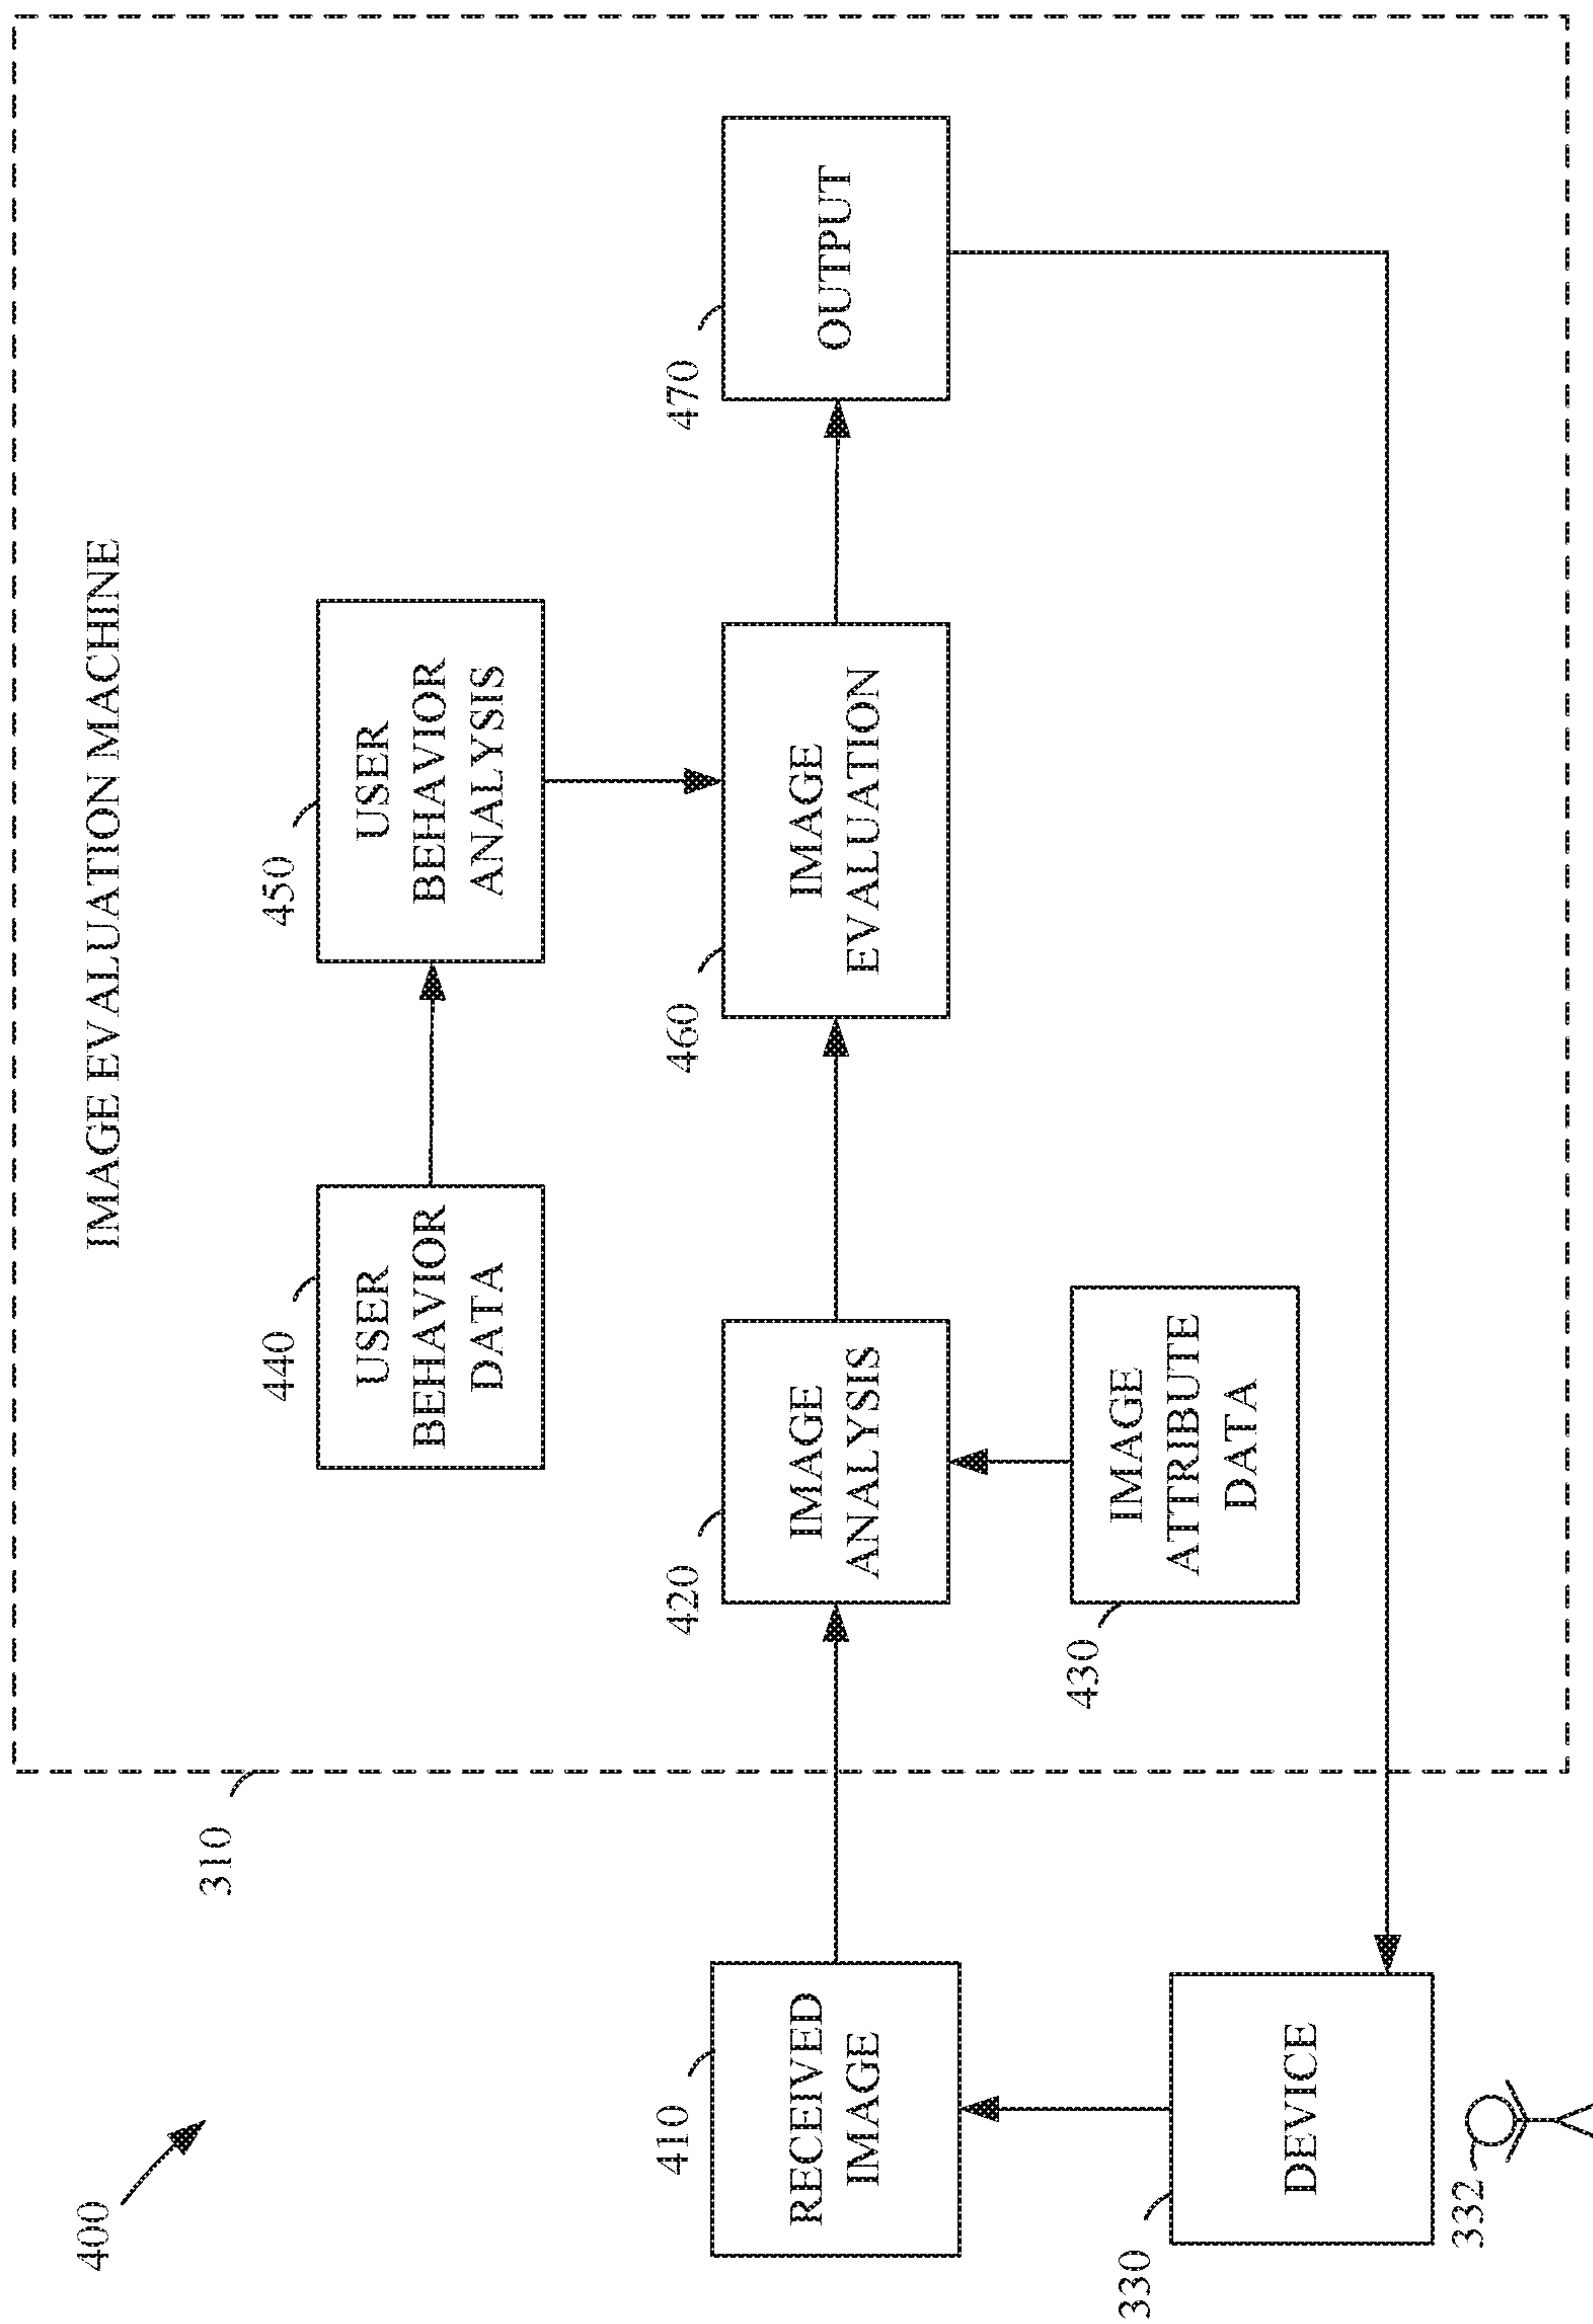 400
310
IMAGE EVALUATION MACHINE
440
USER
BEHAVIOR
DATA
450
USER
BEHAVIOR
ANALYSIS
410
RECEIVED
IMAGE
420
IMAGE
ANALYSIS
460
IMAGE
EVALUATION
470
OUTPUT
430
IMAGE
ATTRIBUTE
DATA
330
DEVICE
332